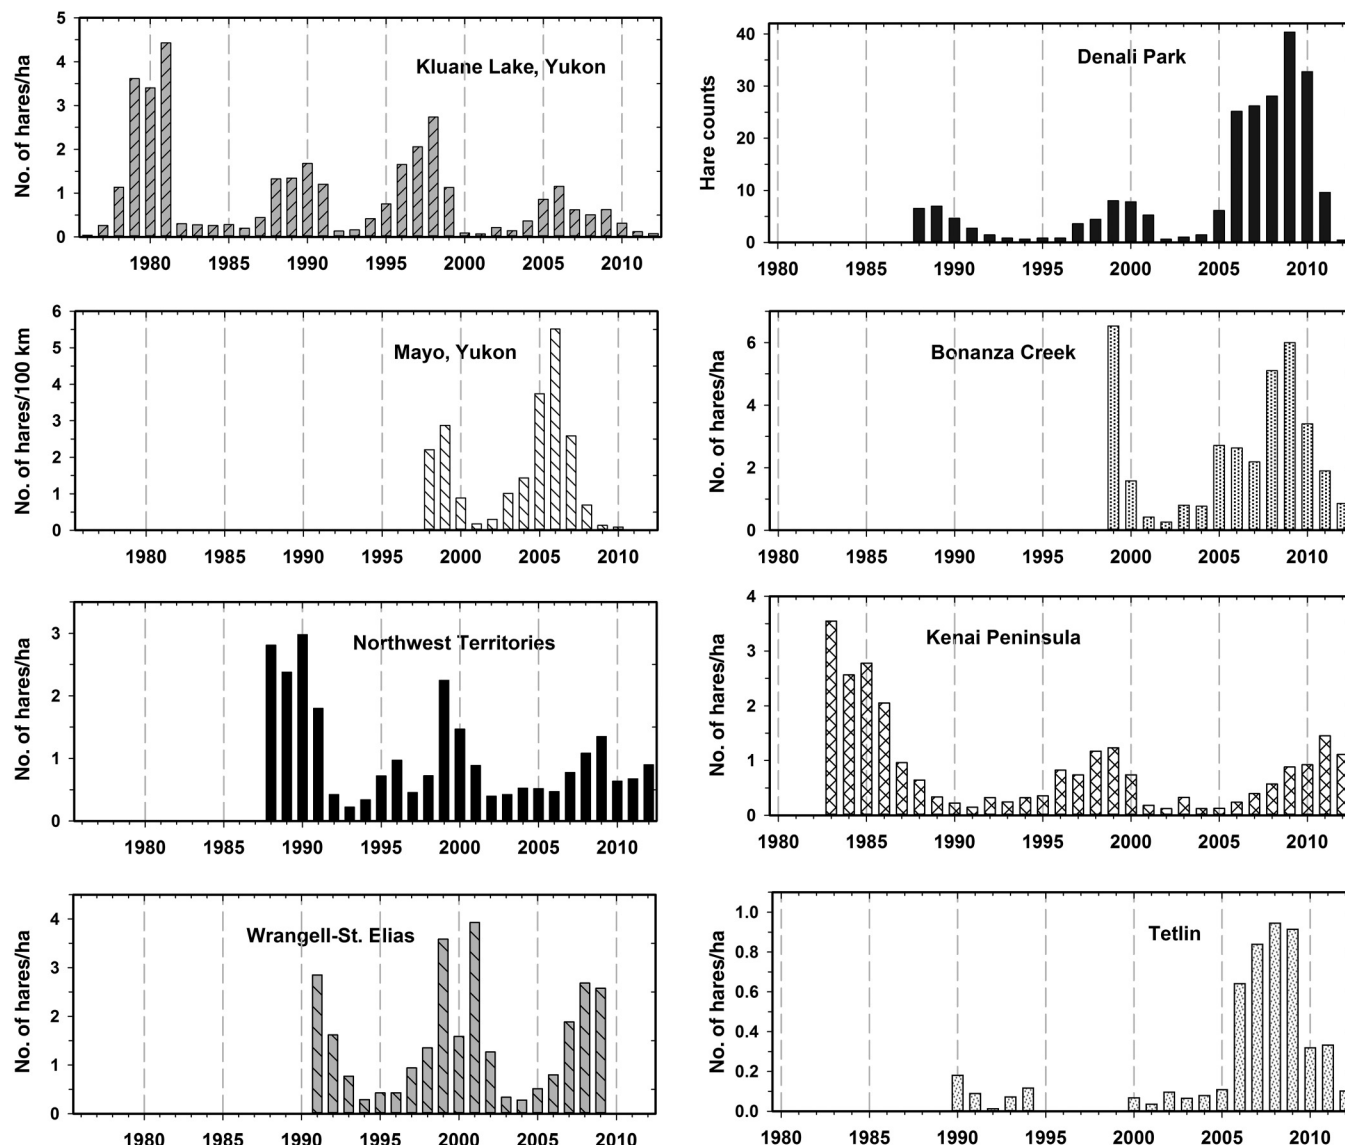 Kluane Lake, Yukon
No. of hares/ha
5
4
3
2
1
0
1980 1985 1990 1995 2000 2005 2010
Denali Park
Hare counts
40
30
20
10
0
1980 1985 1990 1995 2000 2005 2010
Mayo, Yukon
No. of hares/100 km
6
5
4
3
2
1
0
1980 1985 1990 1995 2000 2005 2010
Bonanza Creek
No. of hares/ha
6
4
2
0
1980 1985 1990 1995 2000 2005 2010
Northwest Territories
No. of hares/ha
3
2
1
0
1980 1985 1990 1995 2000 2005 2010
Kenai Peninsula
No. of hares/ha
4
3
2
1
0
1980 1985 1990 1995 2000 2005 2010
Wrangell-St. Elias
No. of hares/ha
4
3
2
1
0
1980 1985 1990 1995 2000 2005 2010
Tetlin
No. of hares/ha
1.0
0.8
0.6
0.4
0.2
0.0
1980 1985 1990 1995 2000 2005 2010